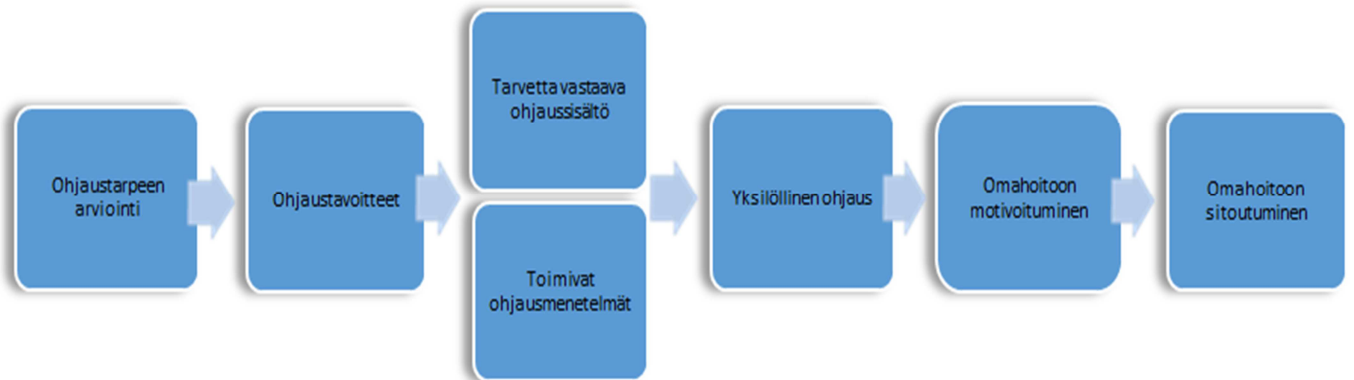 Ohjaustarpeen
arviointi
Ohjaustavoitteet
Tarvetta vastaava
ohjaussisältö
Toimivat
ohjausmenetelmät
Yksilöllinen ohjaus
Omahoitoon
motivoituminen
Omahoitoon
sitoutuminen